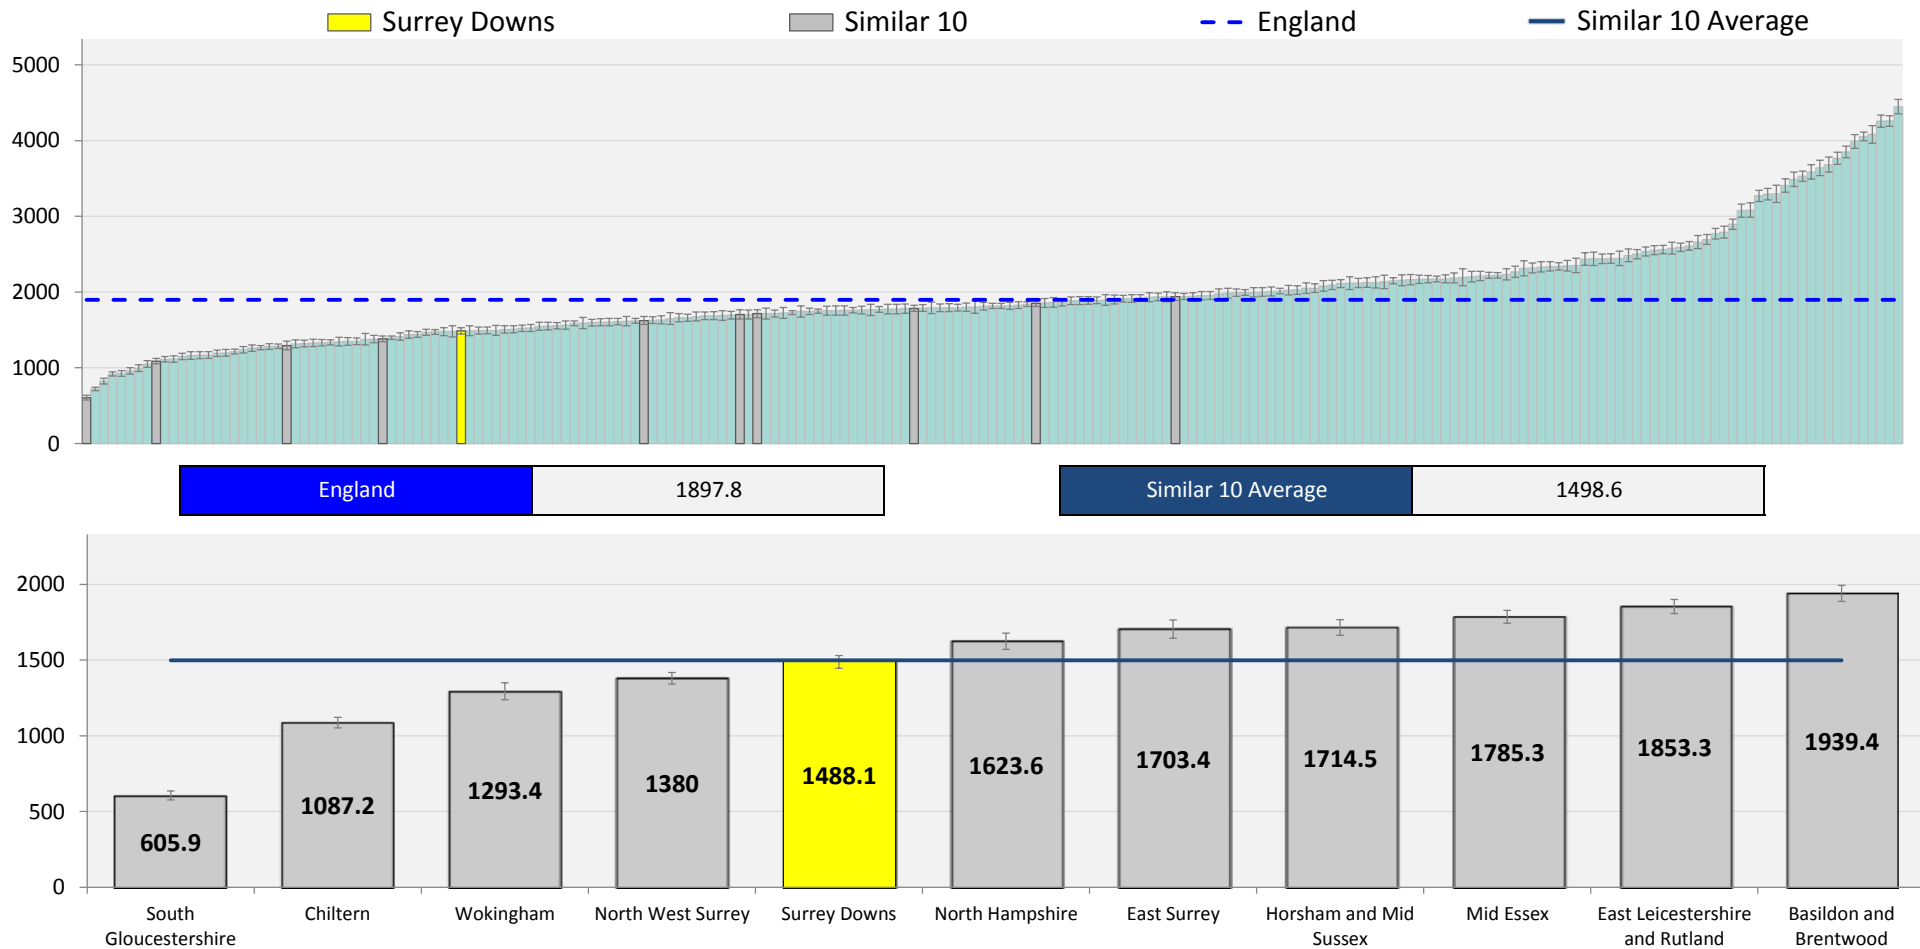 Surrey Downs
Similar 10
England
Similar 10 Average
5000
4000
3000
2000
1000
0
England
1897.8
Similar 10 Average
1498.6
2000
1500
1000
500
0
605.9
1087.2
1293.4
1380
1488.1
1623.6
1703.4
1714.5
1785.3
1853.3
1939.4
South
Gloucestershire
Chiltern
Wokingham
North West Surrey
Surrey Downs
North Hampshire
East Surrey
Horsham and Mid
Sussex
Mid Essex
East Leicestershire
and Rutland
Basildon and
Brentwood